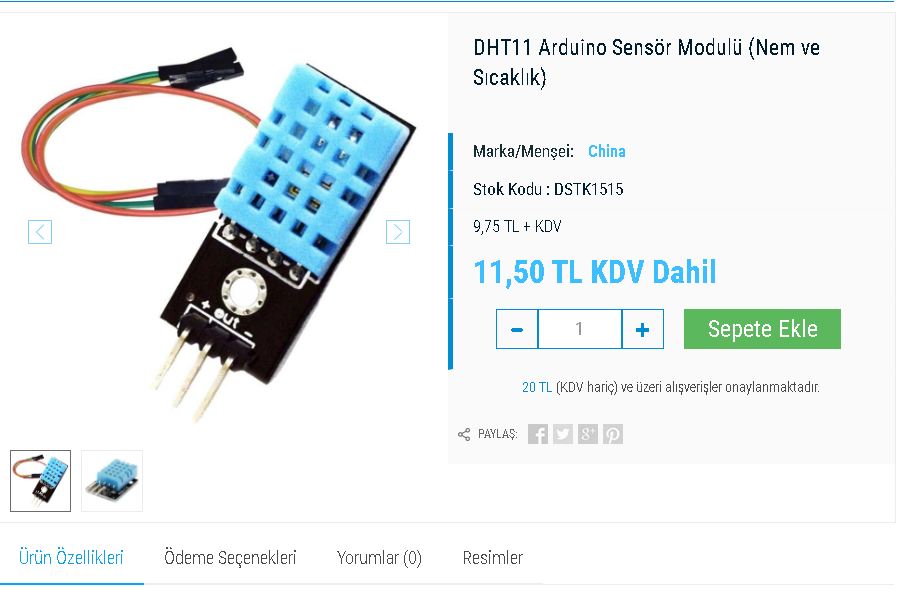 DHT11 Arduino Sensör Modulü (Nem ve
Sıcaklık)
Marka/Menşei: China
Stok Kodu : DSTK1515
9,75 TL + KDV
11,50 TL KDV Dahil
- 1 + Sepete Ekle
20 TL (KDV hariç) ve üzeri alışverişler onaylanmaktadır.
PAYLAŞ:
+ out -
Ürün Özellikleri Ödeme Seçenekleri Yorumlar (0) Resimler